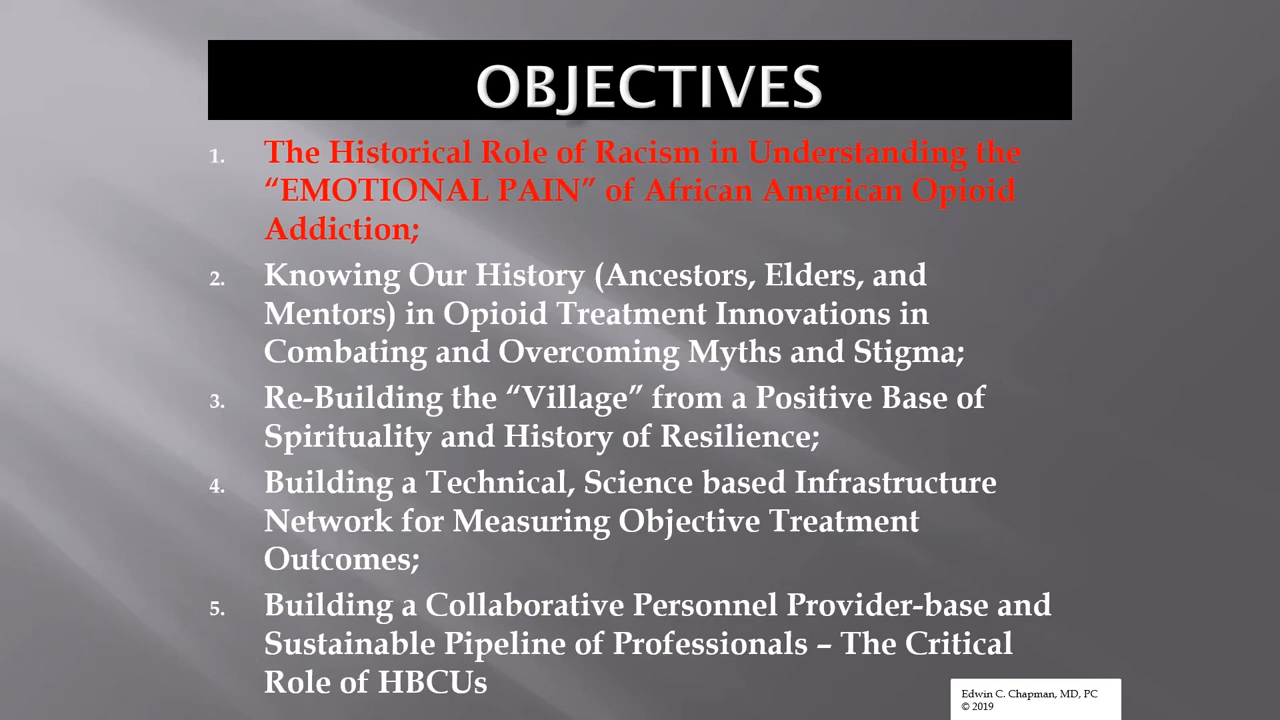 OBJECTIVES
1. The Historical Role of Racism in Understanding the
“EMOTIONAL PAIN” of African American Opioid
Addiction;
2. Knowing Our History (Ancestors, Elders, and
Mentors) in Opioid Treatment Innovations in
Combating and Overcoming Myths and Stigma;
3. Re-Building the “Village” from a Positive Base of
Spirituality and History of Resilience;
4. Building a Technical, Science based Infrastructure
Network for Measuring Objective Treatment
Outcomes;
5. Building a Collaborative Personnel Provider-base and
Sustainable Pipeline of Professionals – The Critical
Role of HBCUs
Edwin C. Chapman, MD, PC
© 2019